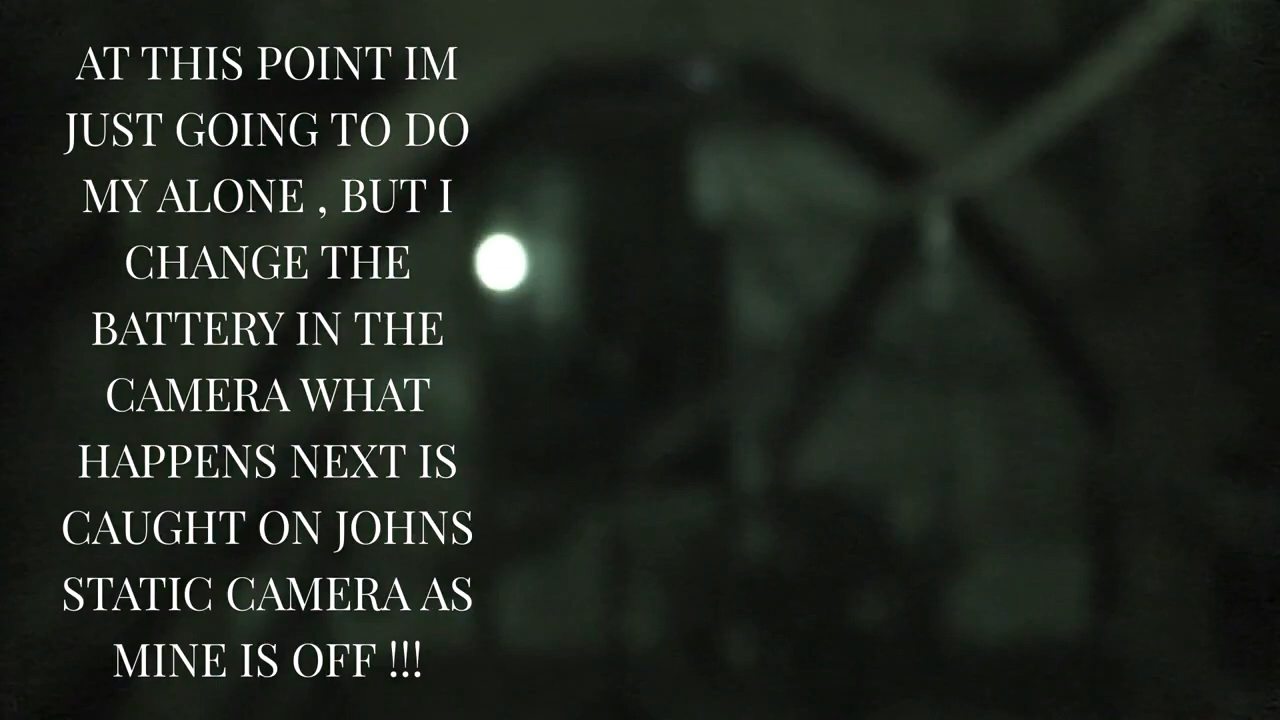 AT THIS POINT IM
JUST GOING TO DO
MY ALONE , BUT I
CHANGE THE
BATTERY IN THE
CAMERA WHAT
HAPPENS NEXT IS
CAUGHT ON JOHNS
STATIC CAMERA AS
MINE IS OFF !!!